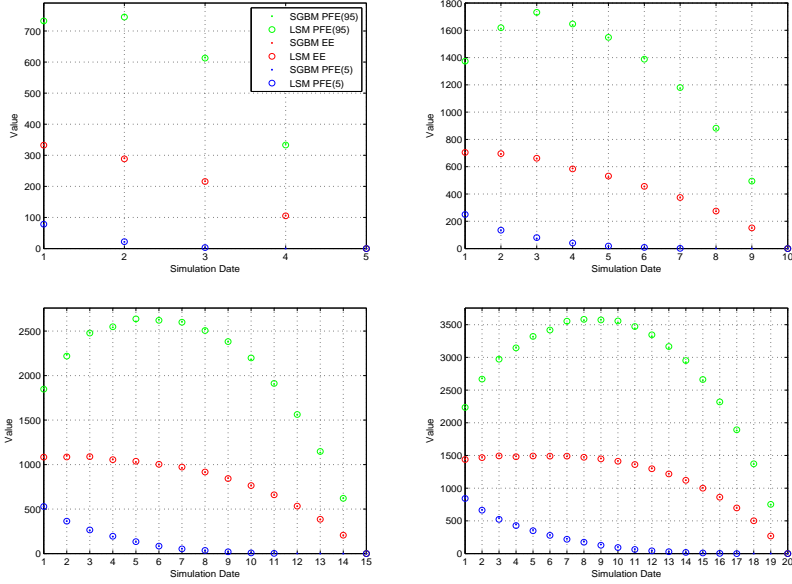 700
600
500
400
300
200
100
0
Value
SGBM PFE(95)
LSM PFE(95)
SGBM EE
LSM EE
SGBM PFE(5)
LSM PFE(5)
1 2 3 4 5
Simulation Date
1800
1600
1400
1200
1000
800
600
400
200
0
Value
1 2 3 4 5 6 7 8 9 10
Simulation Date
2500
2000
1500
1000
500
0
Value
1 2 3 4 5 6 7 8 9 10 11 12 13 14 15
Simulation Date
3500
3000
2500
2000
1500
1000
500
0
Value
1 2 3 4 5 6 7 8 9 10 11 12 13 14 15 16 17 18 19 20
Simulation Date